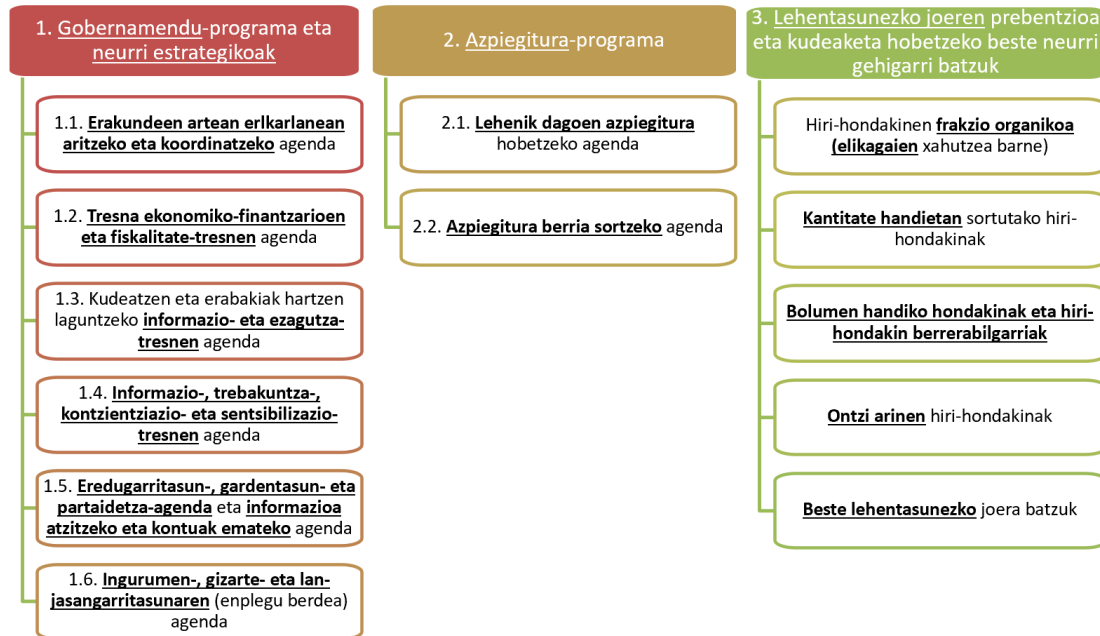 1. Gobernamendu-programa eta
neurri estrategikoak
1.1. Erakundeen artean erlkarlanean
aritzeko eta koordinatzeko agenda
1.2. Tresna ekonomiko-finantzarioen
eta fiskalitate-tresnen agenda
1.3. Kudeatzen eta erabakiak hartzen
laguntzeko informazio- eta ezagutza-
tresnen agenda
1.4. Informazio-, trebakuntza-,
kontzientziazio- eta sentsibilizazio-
tresnen agenda
1.5. Eredugarritasun-, gardentasun- eta
partaidetza-agenda eta informazioa
atzitzeko eta kontuak emateko agenda
1.6. Ingurumen-, gizarte- eta lan-
jasangarritasunaren (enplegu berdea)
agenda
2. Azpiegitura-programa
2.1. Lehenik dagoen azpiegitura
hobetzeko agenda
2.2. Azpiegitura berria sortzeko agenda
3. Lehentasunezko joeren prebentzioa
eta kudeaketa hobetzeko beste neurri
gehigarri batzuk
Hiri-hondakinen frakzio organikoa
(elikagaien xahutzea barne)
Kantitate handietan sortutako hiri-
hondakinak
Bolumen handiko hondakinak eta hiri-
hondakin berrerabilgarriak
Ontzi arinen hiri-hondakinak
Beste lehentasunezko joera batzuk